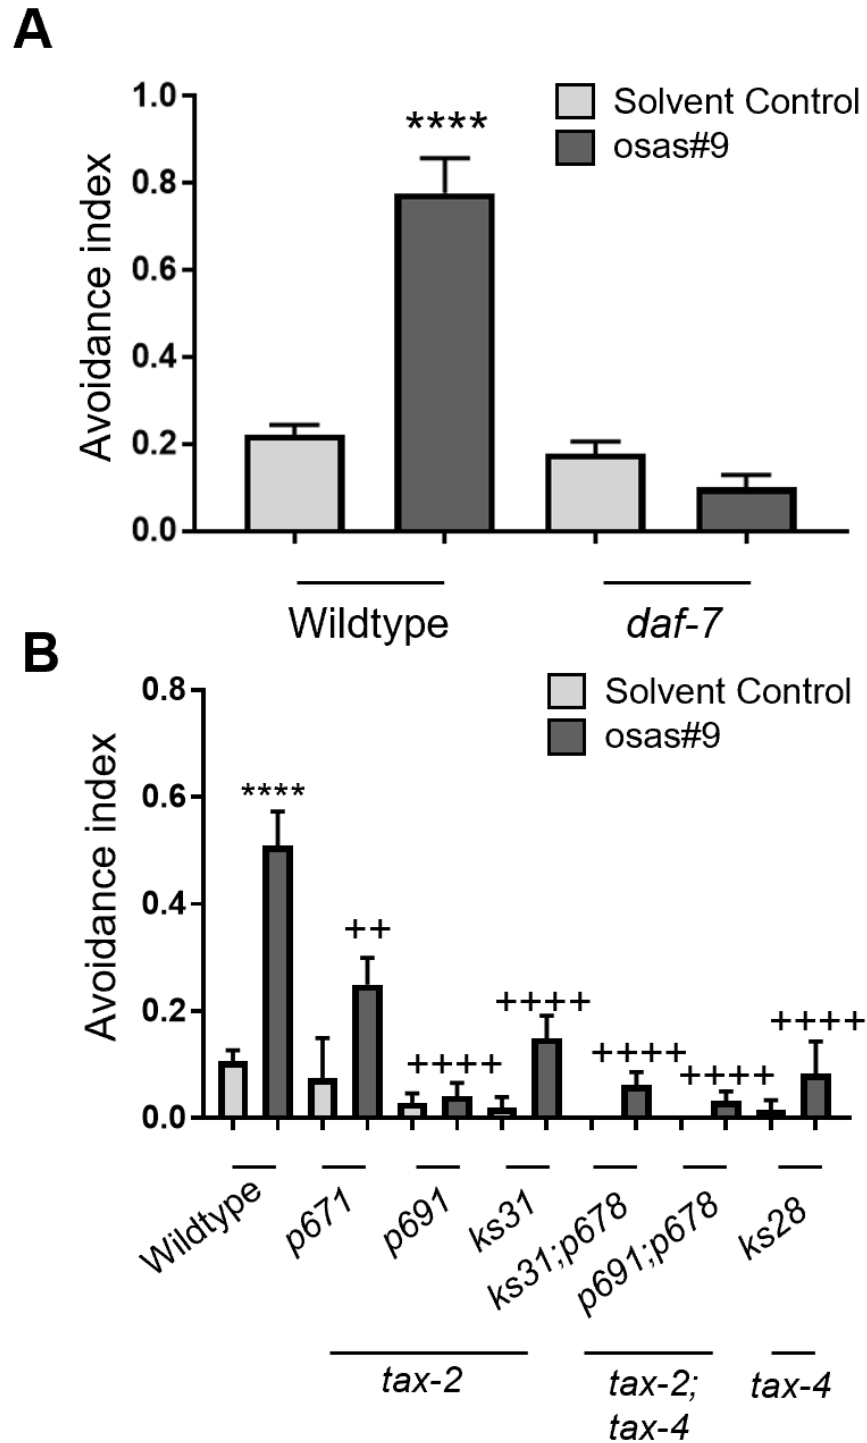 A
1.0
0.8
0.6
0.4
0.2
0.0
Avoidance index
****
Solvent Control
osas#9
Wildtype
daf-7
B
0.8
0.6
0.4
0.2
0.0
Avoidance index
Solvent Control
osas#9
****
++
++++
++++
++++
++++
++++
Wildtype
p671
p691
ks31
ks31;p678
p691;p678
ks28
tax-2
tax-2;
tax-4
tax-4